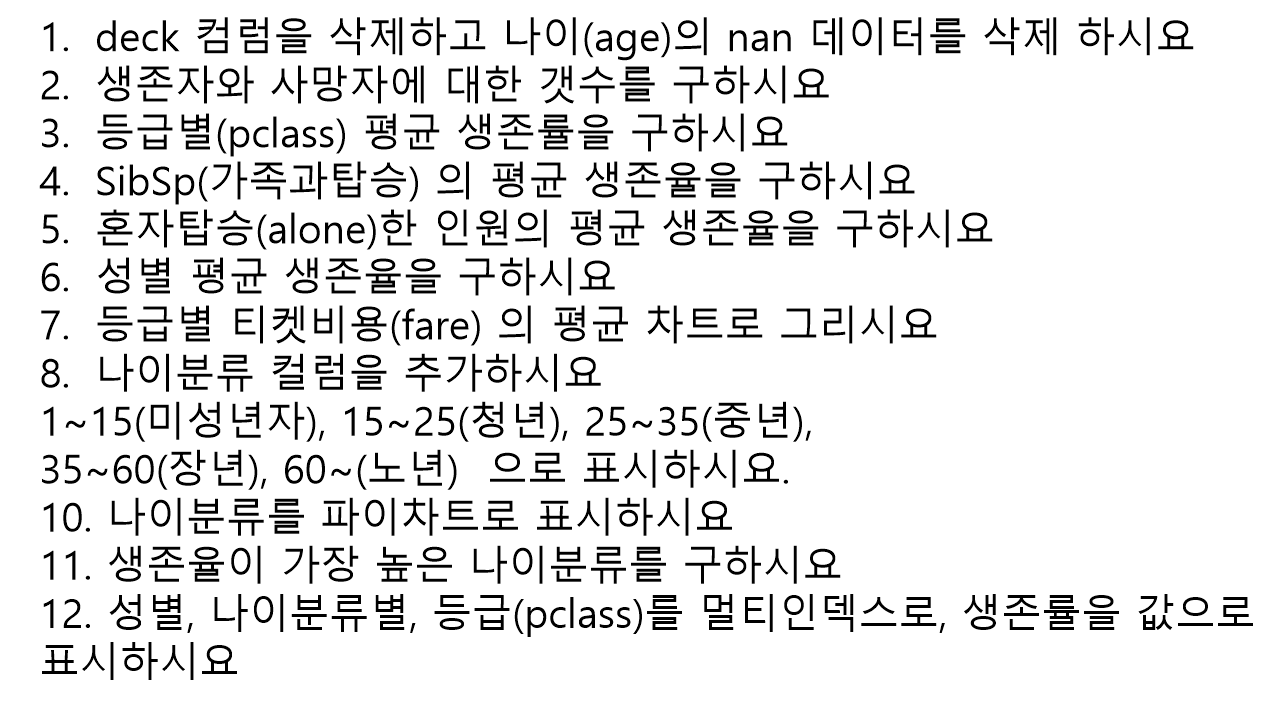 1. deck 컴럼을 삭제하고 나이(age)의 nan 데이터를 삭제 하시요
2. 생존자와 사망자에 대한 갯수를 구하시요
3. 등급별(pclass) 평균 생존률을 구하시요
4. SibSp(가족과탑승) 의 평균 생존율을 구하시요
5. 혼자탑승(alone)한 인원의 평균 생존율을 구하시요
6. 성별 평균 생존율을 구하시요
7. 등급별 티켓비용(fare) 의 평균 차트로 그리시요
8. 나이분류 컬럼을 추가하시요
1~15(미성년자), 15~25(청년), 25~35(중년),
35~60(장년), 60~(노년) 으로 표시하시요.
10. 나이분류를 파이차트로 표시하시요
11. 생존율이 가장 높은 나이분류를 구하시요
12. 성별, 나이분류별, 등급(pclass)를 멀티인덱스로, 생존률을 값으로
표시하시요